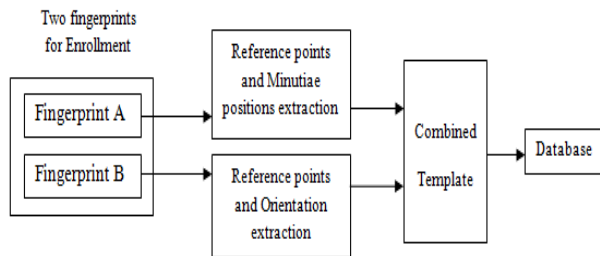 Two fingerprints
for Enrollment
Fingerprint A
Fingerprint B
Reference points
and Minutiae
positions extraction
Reference points
and Orientation
extraction
Combined
Template
Database